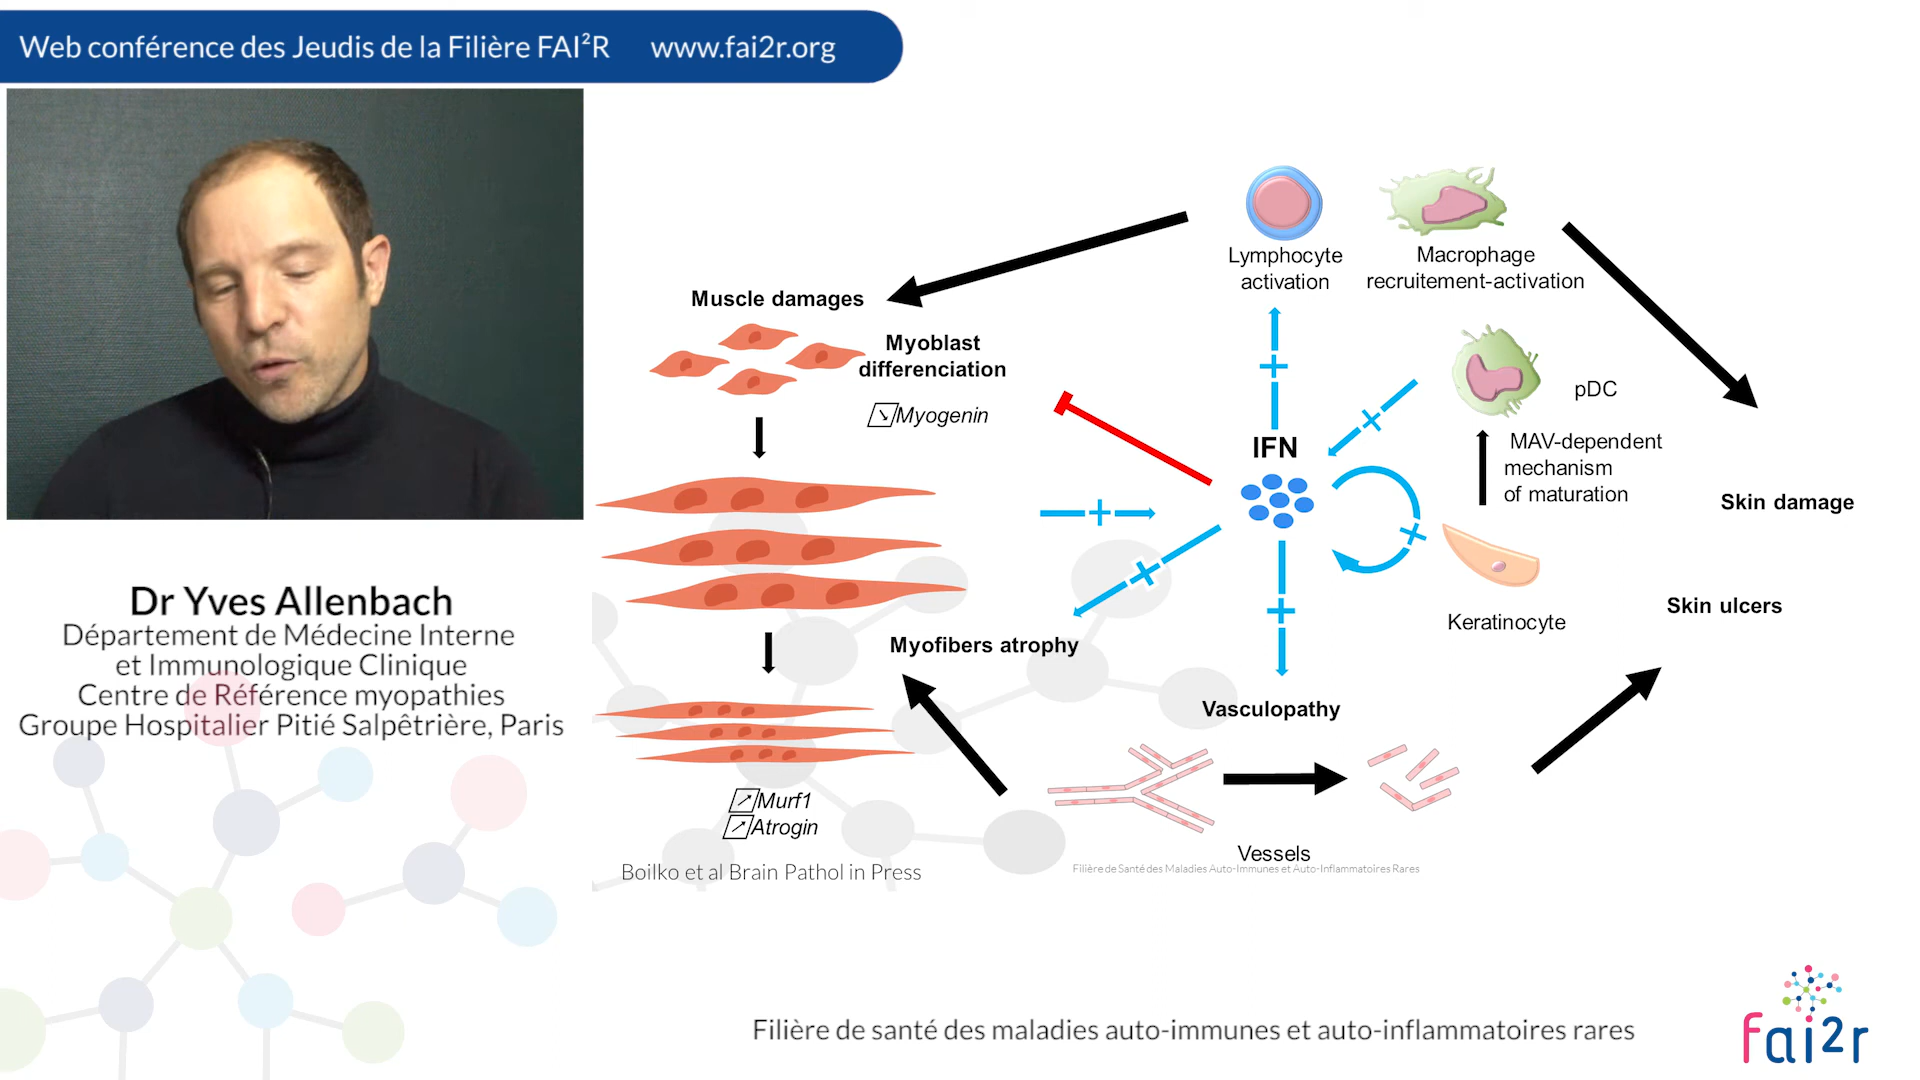 Web conférence des Jeudis de la Filière FAI²R www.fai2r.org
Dr Yves Allenbach
Département de Médecine Interne
et Immunologique Clinique
Centre de Référence myopathies
Groupe Hospitalier Pitié Salpêtrière, Paris
Lymphocyte
activation
Macrophage
recruitement-activation
Muscle damages
Myoblast
differenciation
Myogenin
pDC
IFN
MAV-dependent
mechanism
of maturation
Skin damage
Keratinocyte
Skin ulcers
Myofibers atrophy
Vasculopathy
Murf1
Atrogin
Vessels
Boilko et al Brain Pathol in Press
Filière de Santé des Maladies Auto-Immunes et Auto-Inflammatoires Rares
Filière de santé des maladies auto-immunes et auto-inflammatoires rares
fai2r